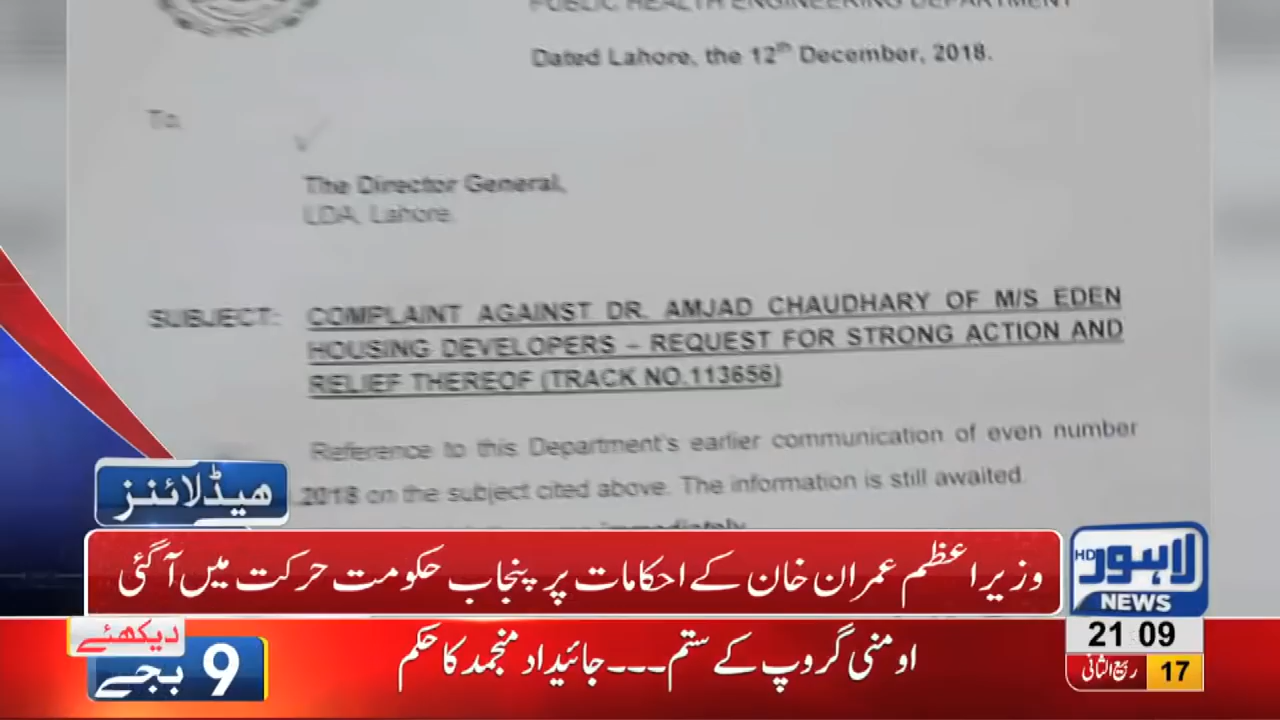 PUBLIC HEALTH ENGINEERING DEPARTMENT
Dated Lahore, the 12th December, 2018.
To
The Director General,
LDA, Lahore.
SUBJECT: COMPLAINT AGAINST DR. AMJAD CHAUDHARY OF M/S EDEN
HOUSING DEVELOPERS – REQUEST FOR STRONG ACTION AND
RELIEF THEREOF (TRACK NO.113656)
Reference to this Department's earlier communication of even number
.2018 on the subject cited above. The information is still awaited.
immediately
ھیڈلائنز
وزیراعظم عمران خان کے احکامات پر پنجاب حکومت حرکت میں آگئی
لاہور HD
NEWS
دیکھئے
9 بجے
اومنی گروپ کے ستم۔۔۔جائیداد منجمد کا حکم
21 09
17 ربیع الثانی